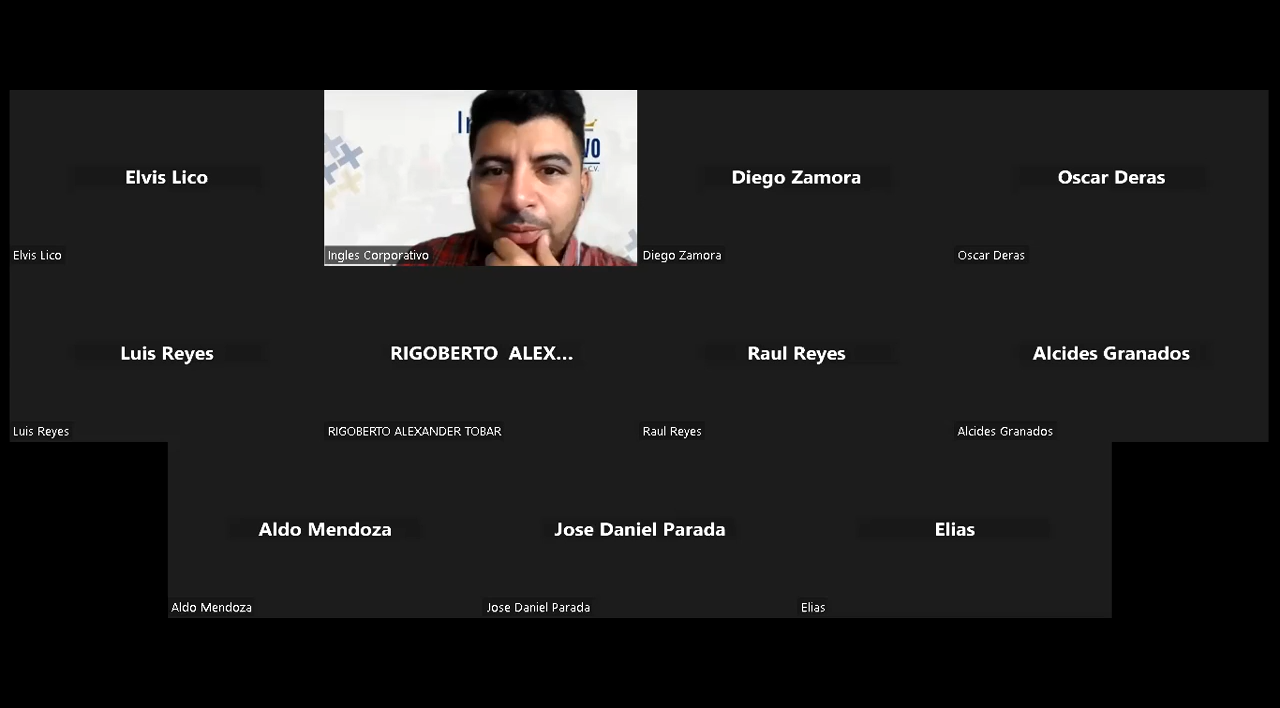 Elvis Lico
Diego Zamora
Oscar Deras
In
VO
C.V.
Elvis Lico
Ingles Corporativo
Diego Zamora
Oscar Deras
Luis Reyes
RIGOBERTO ALEX...
Raul Reyes
Alcides Granados
Luis Reyes
RIGOBERTO ALEXANDER TOBAR
Raul Reyes
Alcides Granados
Aldo Mendoza
Jose Daniel Parada
Elias
Aldo Mendoza
Jose Daniel Parada
Elias